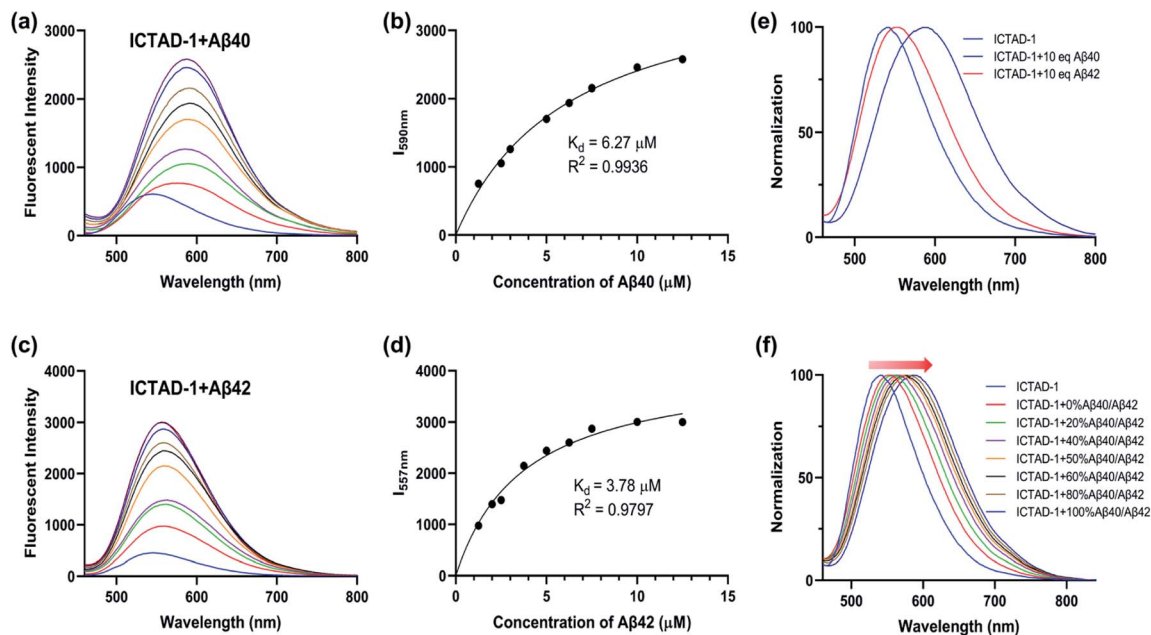 (a)
ICTAD-1+Aβ40
Fluorescent Intensity
3000
2000
1000
0
500 600 700 800
Wavelength (nm)
(b)
I590nm
3000
2000
1000
0
Kd = 6.27 μM
R² = 0.9936
0 5 10 15
Concentration of Aβ40 (μM)
(e)
Normalization
100
50
0
ICTAD-1
ICTAD-1+10 eq Aβ40
ICTAD-1+10 eq Aβ42
500 600 700 800
Wavelength (nm)
(c)
ICTAD-1+Aβ42
Fluorescent Intensity
4000
3000
2000
1000
0
500 600 700 800
Wavelength (nm)
(d)
I557nm
4000
3000
2000
1000
0
Kd = 3.78 μM
R² = 0.9797
0 5 10 15
Concentration of Aβ42 (μM)
(f)
Normalization
100
50
0
ICTAD-1
ICTAD-1+0%Aβ40/Aβ42
ICTAD-1+20%Aβ40/Aβ42
ICTAD-1+40%Aβ40/Aβ42
ICTAD-1+50%Aβ40/Aβ42
ICTAD-1+60%Aβ40/Aβ42
ICTAD-1+80%Aβ40/Aβ42
ICTAD-1+100%Aβ40/Aβ42
500 600 700 800
Wavelength (nm)